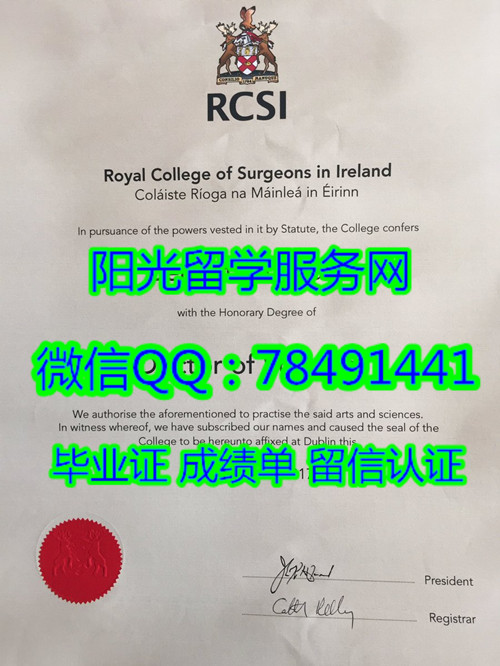 CONSILIO MANUQUE
RCSI
Royal College of Surgeons in Ireland
Coláiste Ríoga na Máinleá in Éirinn
In pursuance of the powers vested in it by Statute, the College confers
阳光留学服务网
with the Honorary Degree of
微信QQ：78491441
We authorise the aforementioned to practise the said arts and sciences.
In witness whereof, we have subscribed our names and caused the seal of the
College to be hereunto affixed at Dublin this
毕业证 成绩单 留信认证
President
Registrar